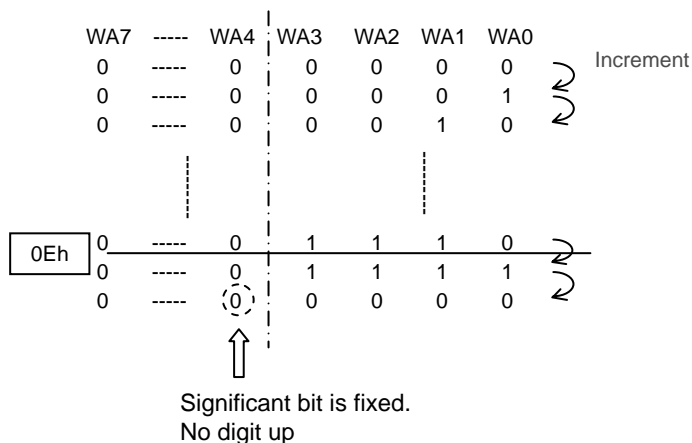 WA7 ----- WA4 WA3 WA2 WA1 WA0
0 ----- 0 0 0 0 0 Increment
0 ----- 0 0 0 0 1
0 ----- 0 0 0 1 0
0Eh 0 ----- 0 1 1 1 0
0 ----- 0 1 1 1 1
0 ----- 0 0 0 0 0
Significant bit is fixed.
No digit up